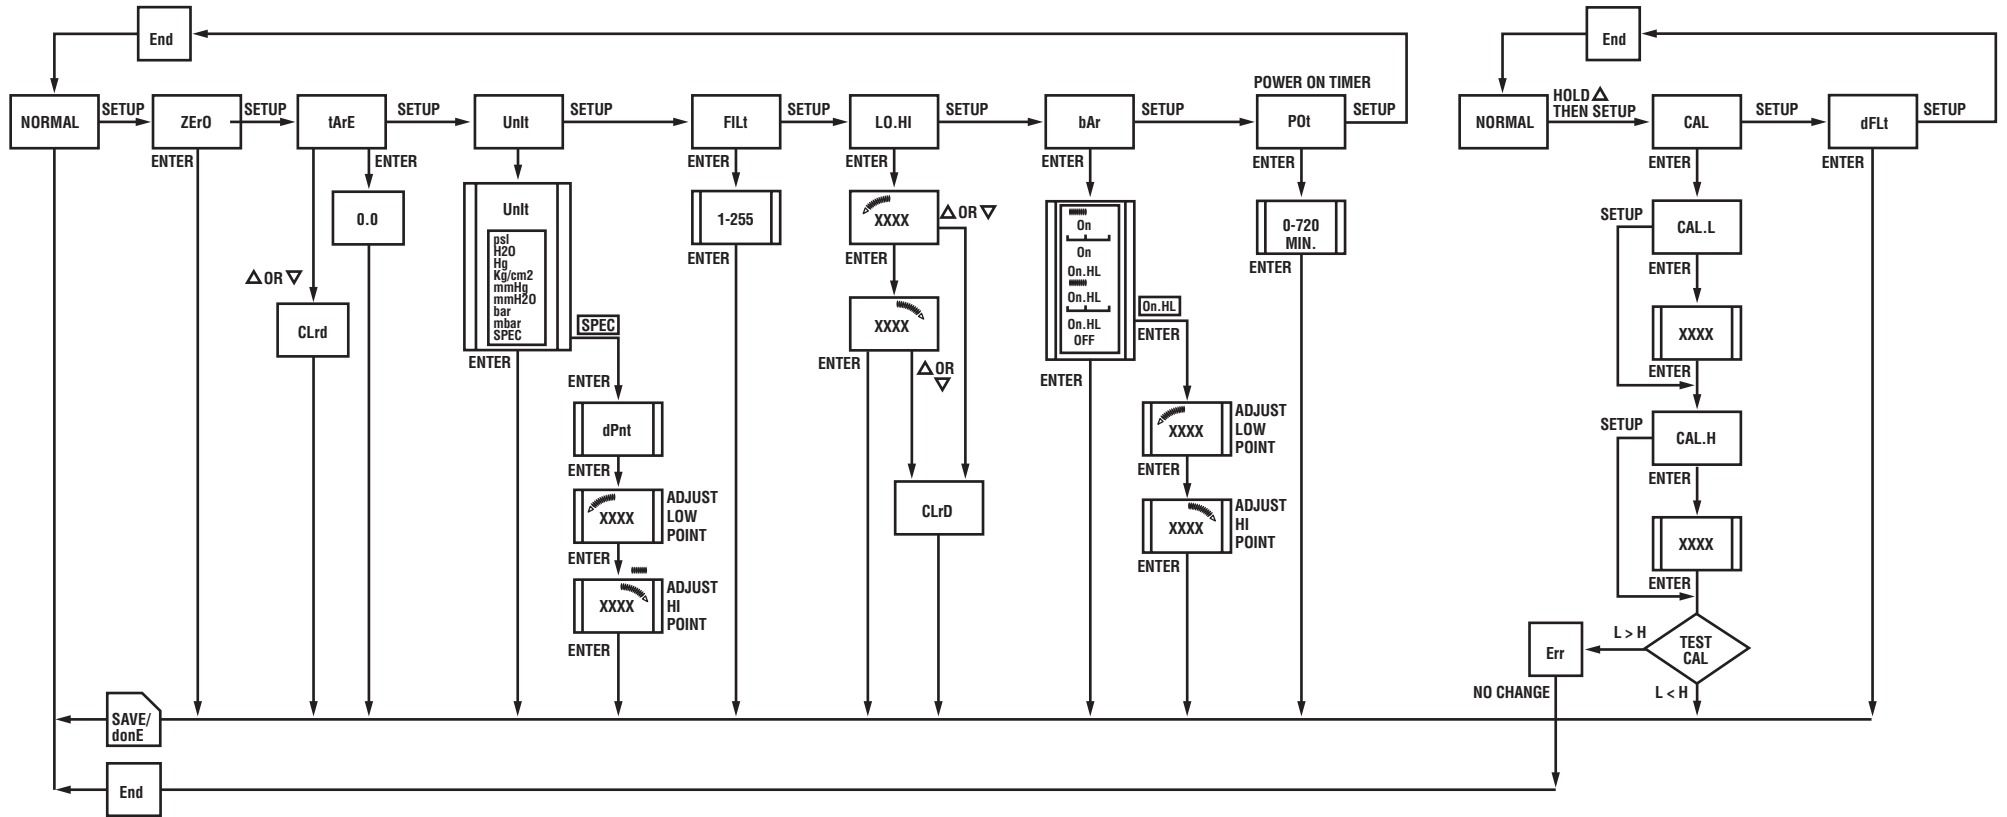 End
End
POWER ON TIMER
NORMAL
SETUP
ZErO
SETUP
tArE
SETUP
UnIt
SETUP
FILt
SETUP
LO.HI
SETUP
bAr
SETUP
POt
SETUP
NORMAL
HOLD △
THEN SETUP
CAL
SETUP
dFLt
SETUP
ENTER
ENTER
ENTER
ENTER
ENTER
ENTER
ENTER
ENTER
0.0
△ OR ▽
CLrd
UnIt
psI
H2O
Hg
Kg/cm2
mmHg
mmH2O
bar
mbar
SPEC
SPEC
ENTER
ENTER
dPnt
ENTER
XXXX
ADJUST
LOW
POINT
ENTER
XXXX
ADJUST
HI
POINT
ENTER
1-255
ENTER
XXXX
△ OR ▽
ENTER
XXXX
ENTER
△ OR
▽
CLrD
On
On
On.HL
On.HL
On.HL
OFF
On.HL
ENTER
ENTER
XXXX
ADJUST
LOW
POINT
ENTER
XXXX
ADJUST
HI
POINT
ENTER
0-720
MIN.
ENTER
SETUP
CAL.L
ENTER
XXXX
ENTER
SETUP
CAL.H
ENTER
XXXX
ENTER
TEST
CAL
L > H
Err
L < H
NO CHANGE
SAVE/
donE
End